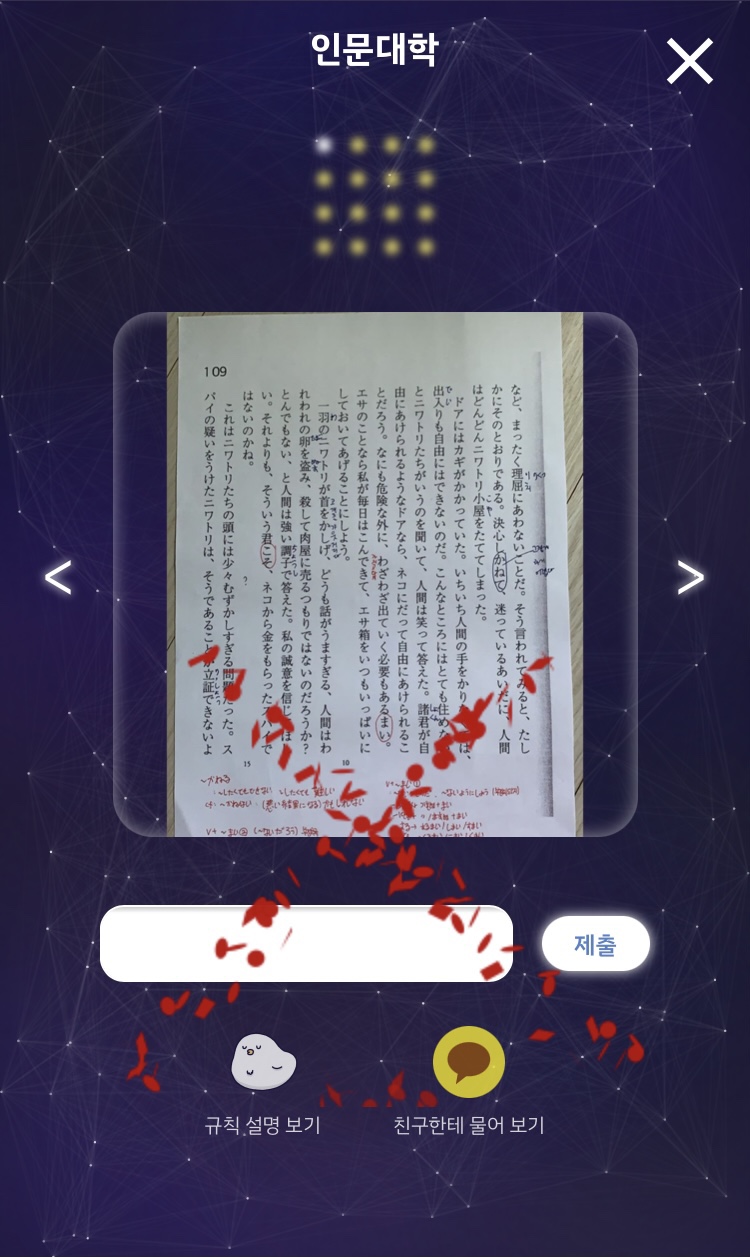 인문대학
109
など、まったく理屈にあわないことだ。そう言われてみると、たし
かにそのとおりである。決心しかねて、迷っているあいだに、人間
はどんどんニワトリ小屋をたててしまった。
ドアにはカギがかかっていた。いちいち人間の手をかり
出入りも自由にはできないのだ。こんなところにはとても住め
とニワトリたちがいうのを聞いて、人間は笑って答えた。諸君が自
由にあけられるようなドアなら、ネコにだって自由にあけられるこ
とだろう。なにも危険な外に、わざわざ出ていく必要もあるまい。
エサのことなら私が毎日はこんできて、エサ箱をいつもいっぱいに
しておいてあげることにしよう。
一羽のニワトリが首をかしげ、どうも話がうますぎる、人間はわ
れわれの卵を盗み、殺して肉屋に売るつもりではないのだろうか?
とんでもない、と人間は強い調子で答えた。私の誠意を信じ
い。それよりも、そういう君こそ、ネコから金をもらったスパイで
はないのかね。
これはニワトリたちの頭には少々むずかしすぎる問題だった。ス
パイの疑いをうけたニワトリは、そうであることが立証できないよ
10
15
?
~かねる
<
>
제출
규칙 설명 보기
친구한테 물어 보기